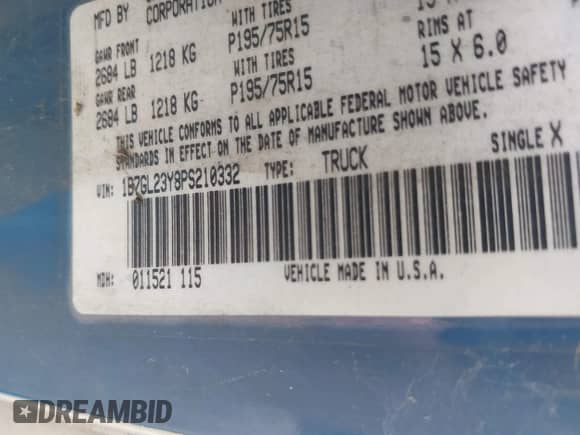 MFD BY
CORPORATION
WITH TIRES
RIMS AT
GAWR FRONT
2684 LB 1218 KG P195/75R15 15 X 6.0
WITH TIRES
GAWR REAR
2684 LB 1218 KG P195/75R15
THIS VEHICLE CONFORMS TO ALL APPLICABLE FEDERAL MOTOR VEHICLE SAFETY
STANDARDS IN EFFECT ON THE DATE OF MANUFACTURE SHOWN ABOVE.
VIN: 1B7GL23Y8PS210332 TYPE: TRUCK SINGLE X
MDH: 011521 115 VEHICLE MADE IN U.S.A.
DREAMBID